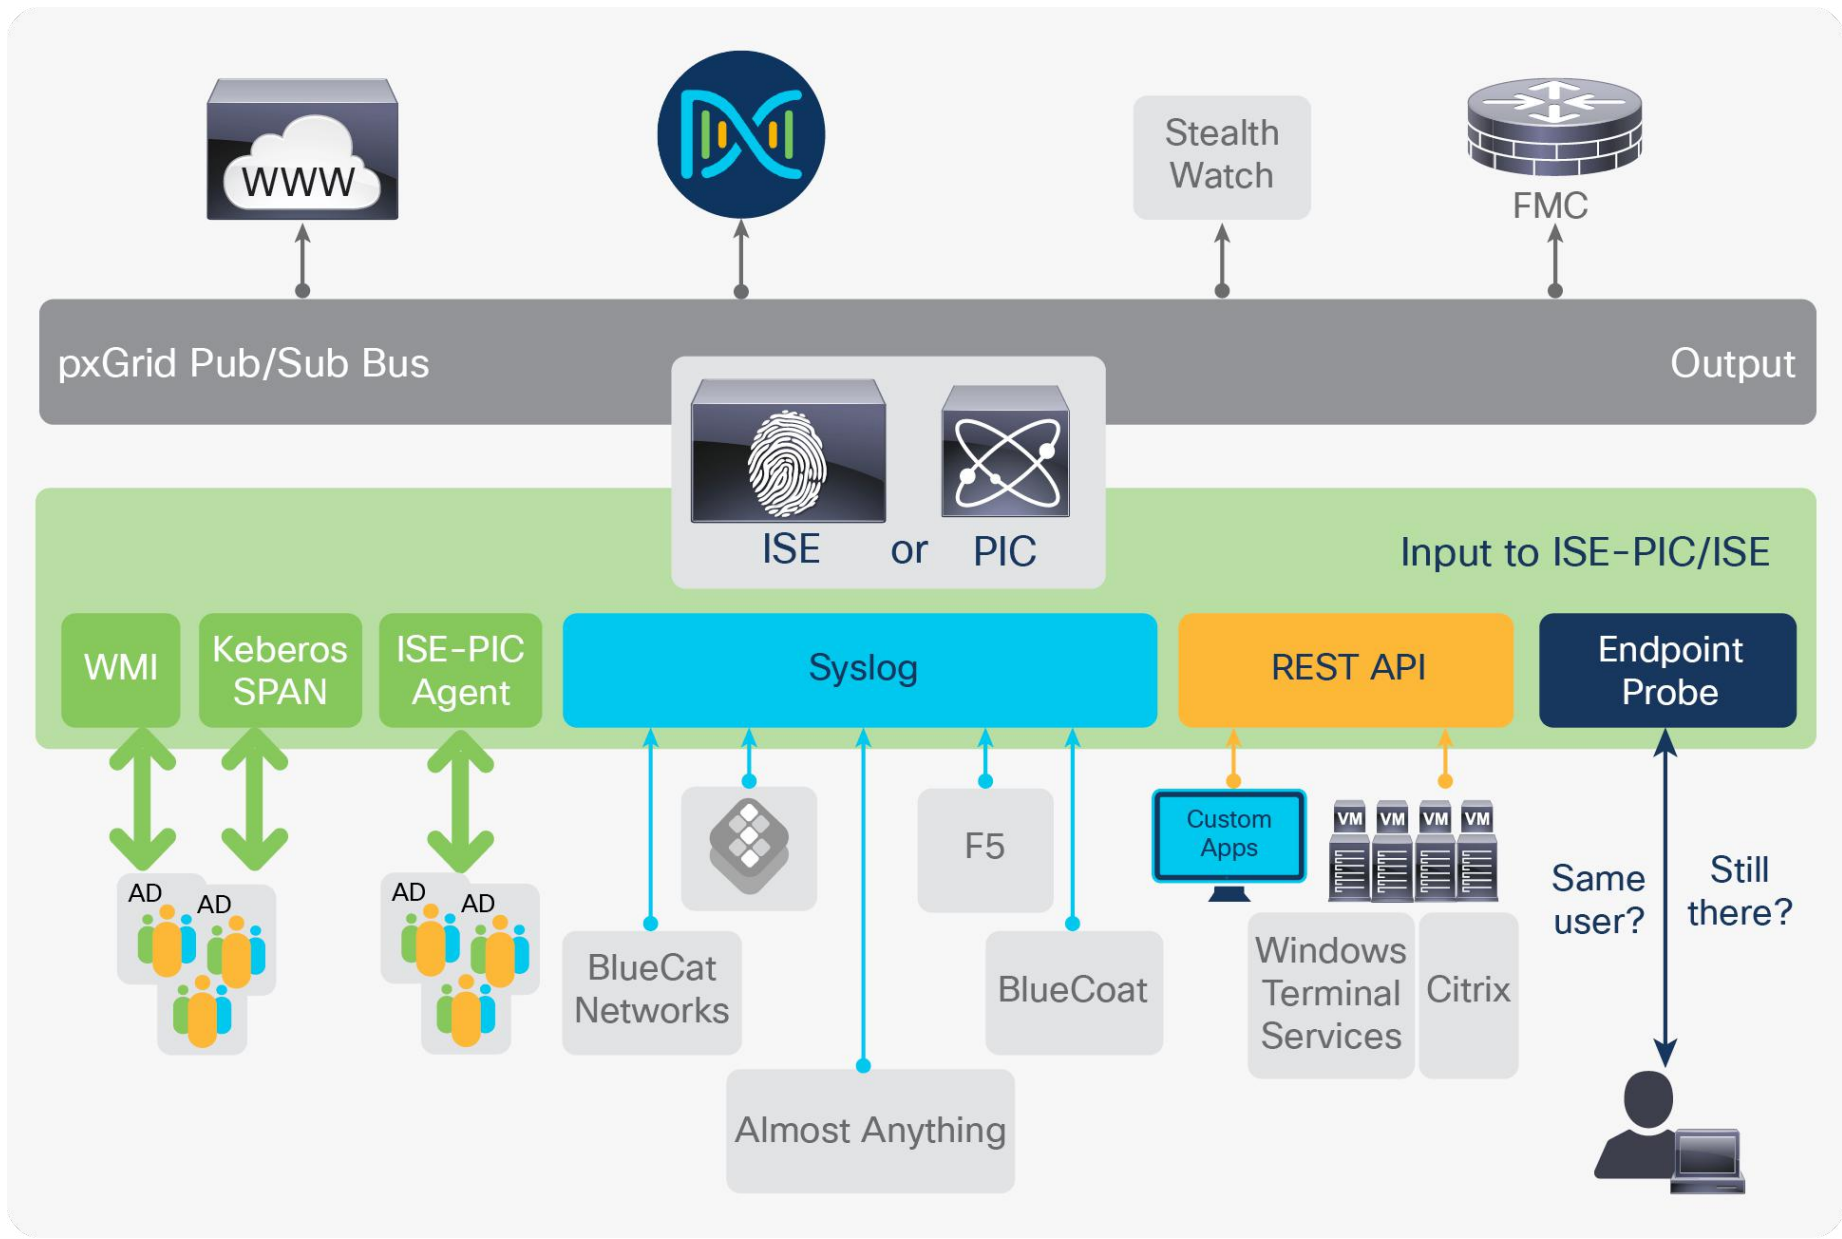 WWW
Stealth
Watch
FMC
pxGrid Pub/Sub Bus
Output
ISE or PIC
Input to ISE-PIC/ISE
WMI
Keberos
SPAN
ISE-PIC
Agent
Syslog
REST API
Endpoint
Probe
AD
AD
AD
AD
BlueCat
Networks
F5
BlueCoat
Almost Anything
Custom
Apps
VM VM VM VM
Windows
Terminal
Services
Citrix
Same
user?
Still
there?